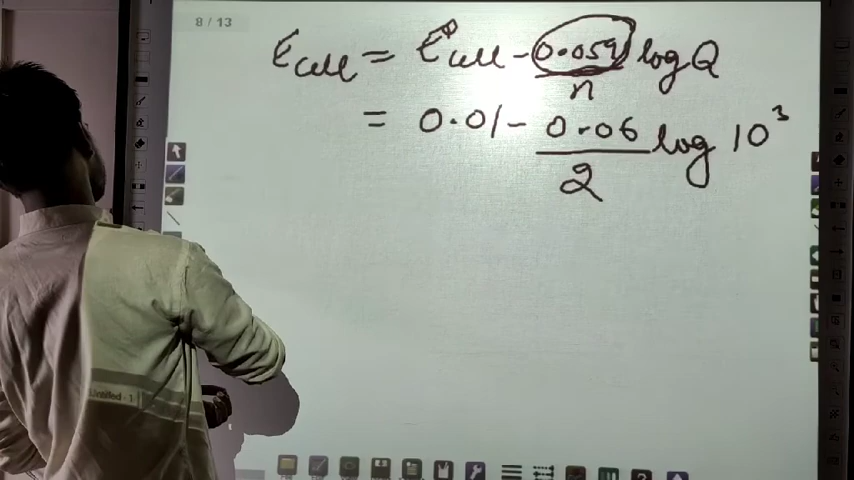 8 / 13
Ecell = E°cell - 0.059/n log Q
= 0.01 - 0.06/2 log 10³
Untitled - 1